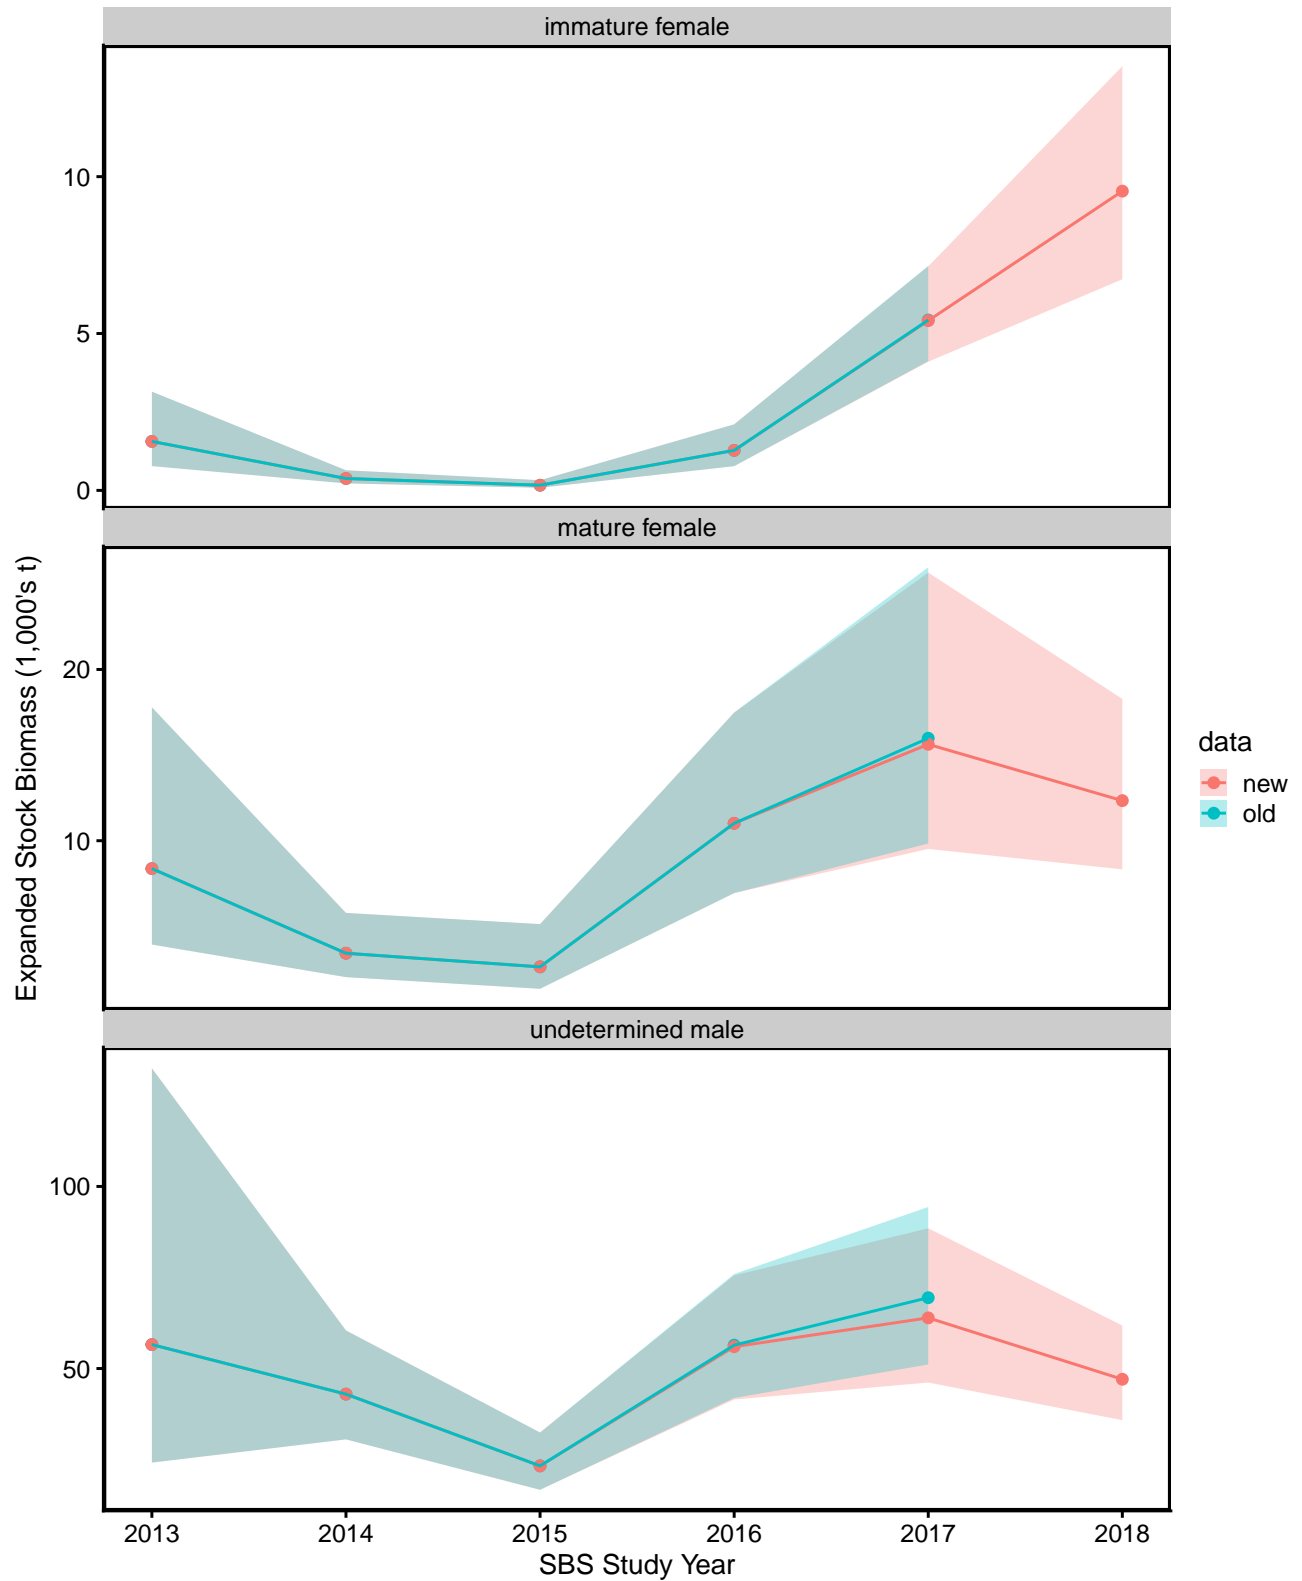 immature female
10
5
0
mature female
20
10
undetermined male
100
50
2013 2014 2015 2016 2017 2018
SBS Study Year
Expanded Stock Biomass (1,000's t)
data
new
old